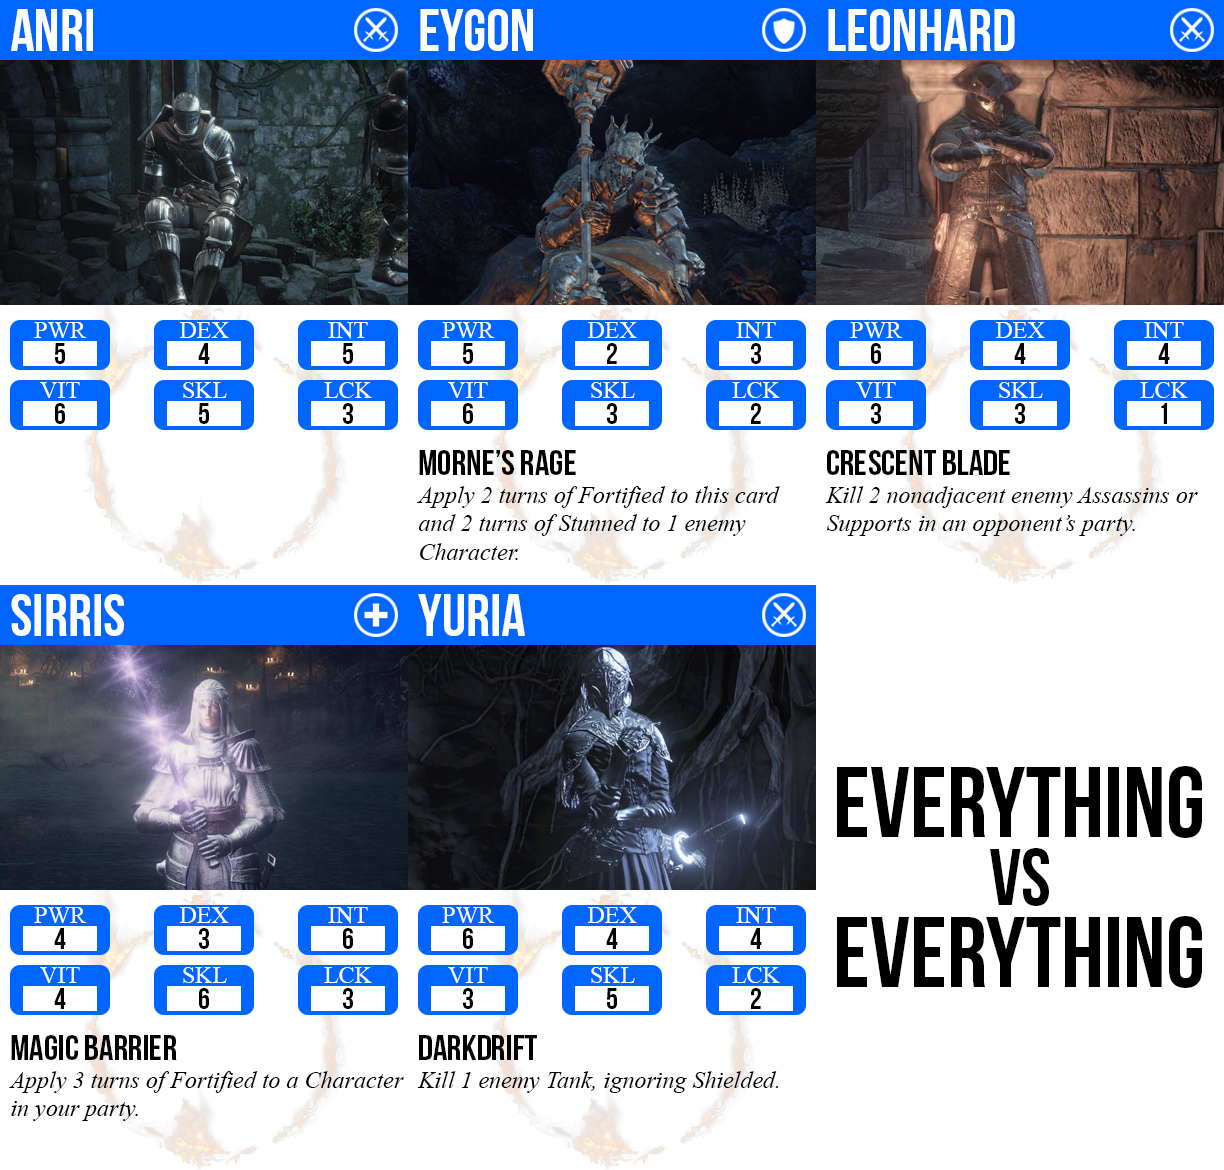 ANRI
PWR DEX INT
5 4 5
VIT SKL LCK
6 5 3
EYGON
PWR DEX INT
5 2 3
VIT SKL LCK
6 3 2
MORNE'S RAGE
Apply 2 turns of Fortified to this card
and 2 turns of Stunned to 1 enemy
Character.
LEONHARD
PWR DEX INT
6 4 4
VIT SKL LCK
3 3 1
CRESCENT BLADE
Kill 2 nonadjacent enemy Assassins or
Supports in an opponent's party.
SIRRIS
PWR DEX INT
4 3 6
VIT SKL LCK
4 6 3
MAGIC BARRIER
Apply 3 turns of Fortified to a Character
in your party.
YURIA
PWR DEX INT
6 4 4
VIT SKL LCK
3 5 2
DARKDRIFT
Kill 1 enemy Tank, ignoring Shielded.
EVERYTHING
VS
EVERYTHING